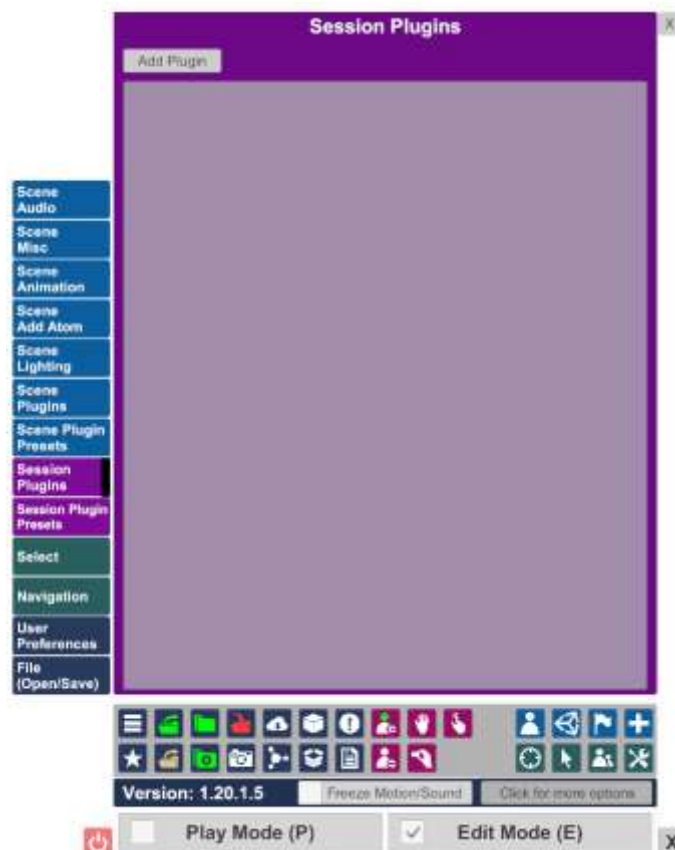 Session Plugins
X
Add Plugin
Scene
Audio
Scene
Misc
Scene
Animation
Scene
Add Atom
Scene
Lighting
Scene
Plugins
Scene Plugin
Presets
Session
Plugins
Session Plugin
Presets
Select
Navigation
User
Preferences
File
(Open/Save)
Version: 1.20.1.5
Freeze Motion/Sound
Click for more options
Play Mode (P)
Edit Mode (E)
X